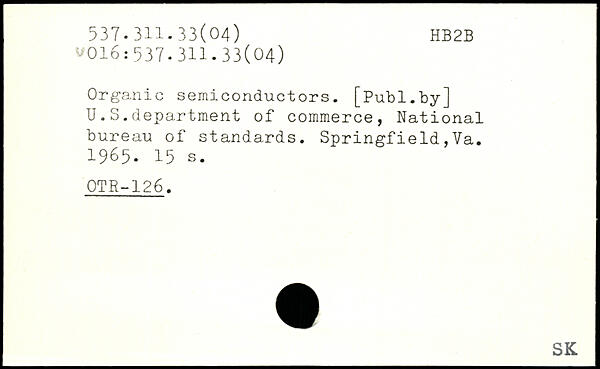 537.311.33(04) HB2B
v016:537.311.33(04)
Organic semiconductors. [Publ.by]
U.S.department of commerce, National
bureau of standards. Springfield,Va.
1965. 15 s.
OTR-126.
SK